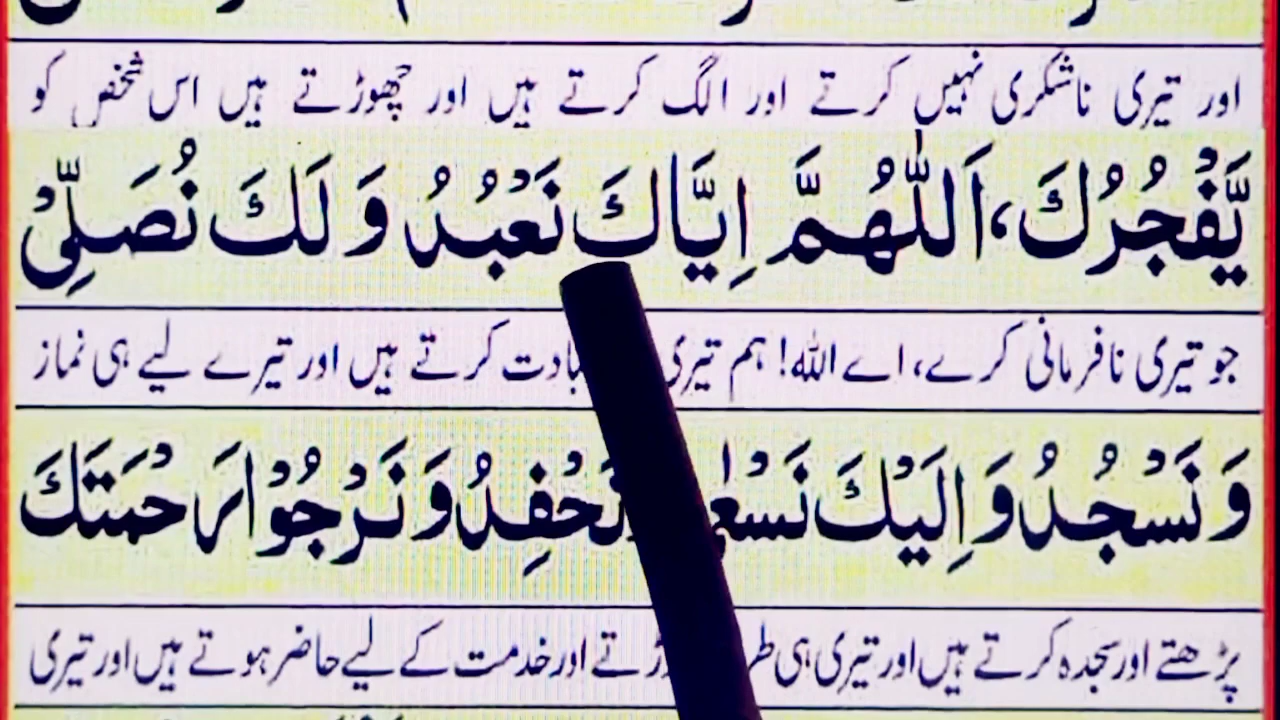 اور تیری ناشکری نہیں کرتے اور الگ کرتے ہیں اور چھوڑتے ہیں اس شخص کو
يَّفْجُرُكَ، اَللّٰهُمَّ اِيَّاكَ نَعْبُدُ وَ لَكَ نُصَلِّيْ
جو تیری نافرمانی کرے، اے اللہ! ہم تیری کرتے ہیں اور تیرے لیے ہی نماز
وَ نَسْجُدُ وَ اِلَيْكَ نَسْعٰى نَحْفِدُ وَ نَرْجُوْا رَحْمَتَكَ
پڑھتے اور سجدہ کرتے ہیں اور تیری ہی اور خدمت کے لیے حاضر ہوتے ہیں اور تیری